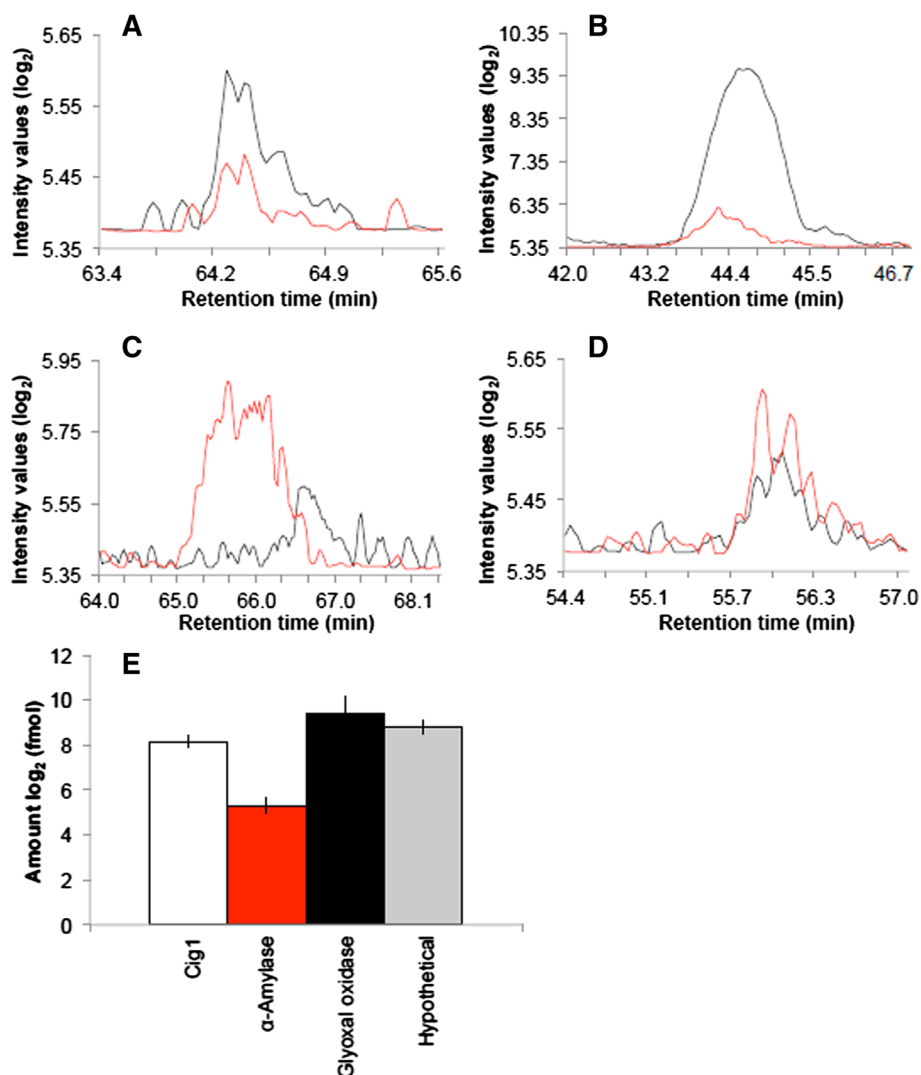 A
Intensity values (log2)
5.65
5.55
5.45
5.35
63.4 64.2 64.9 65.6
Retention time (min)
B
Intensity values (log2)
10.35
9.35
8.35
7.35
6.35
5.35
42.0 43.2 44.4 45.5 46.7
Retention time (min)
C
Intensity values (log2)
5.95
5.75
5.55
5.35
64.0 65.0 66.0 67.0 68.1
Retention time (min)
D
Intensity values (log2)
5.65
5.55
5.45
5.35
54.4 55.1 55.7 56.3 57.0
Retention time (min)
E
Amount log2 (fmol)
12
10
8
6
4
2
0
Cig1
α-Amylase
Glyoxal oxidase
Hypothetical